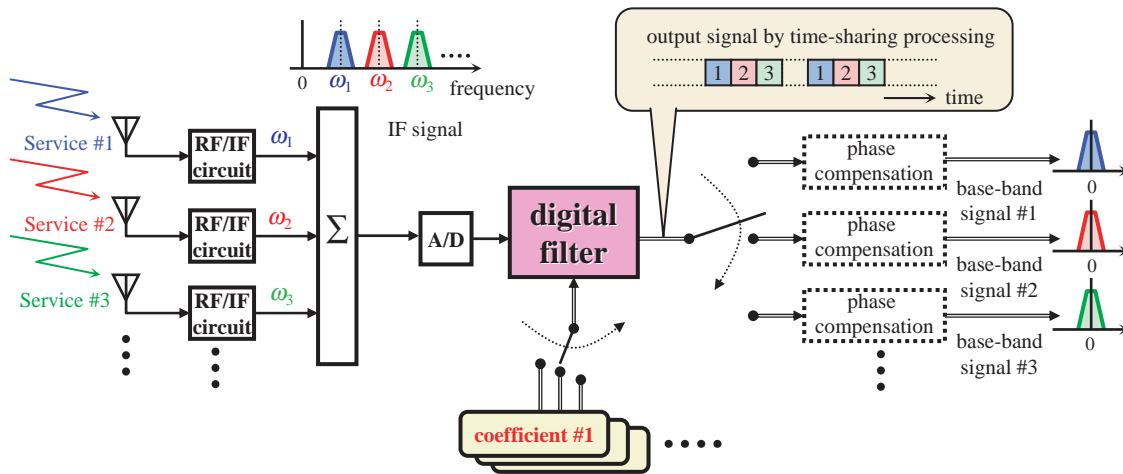 output signal by time-sharing processing
1 2 3 1 2 3
time
0 ω1 ω2 ω3 frequency
IF signal
Service #1
RF/IF
circuit
ω1
Service #2
RF/IF
circuit
ω2
Service #3
RF/IF
circuit
ω3
Σ
A/D
digital
filter
coefficient #1
phase
compensation
base-band
signal #1
0
phase
compensation
base-band
signal #2
0
phase
compensation
base-band
signal #3
0